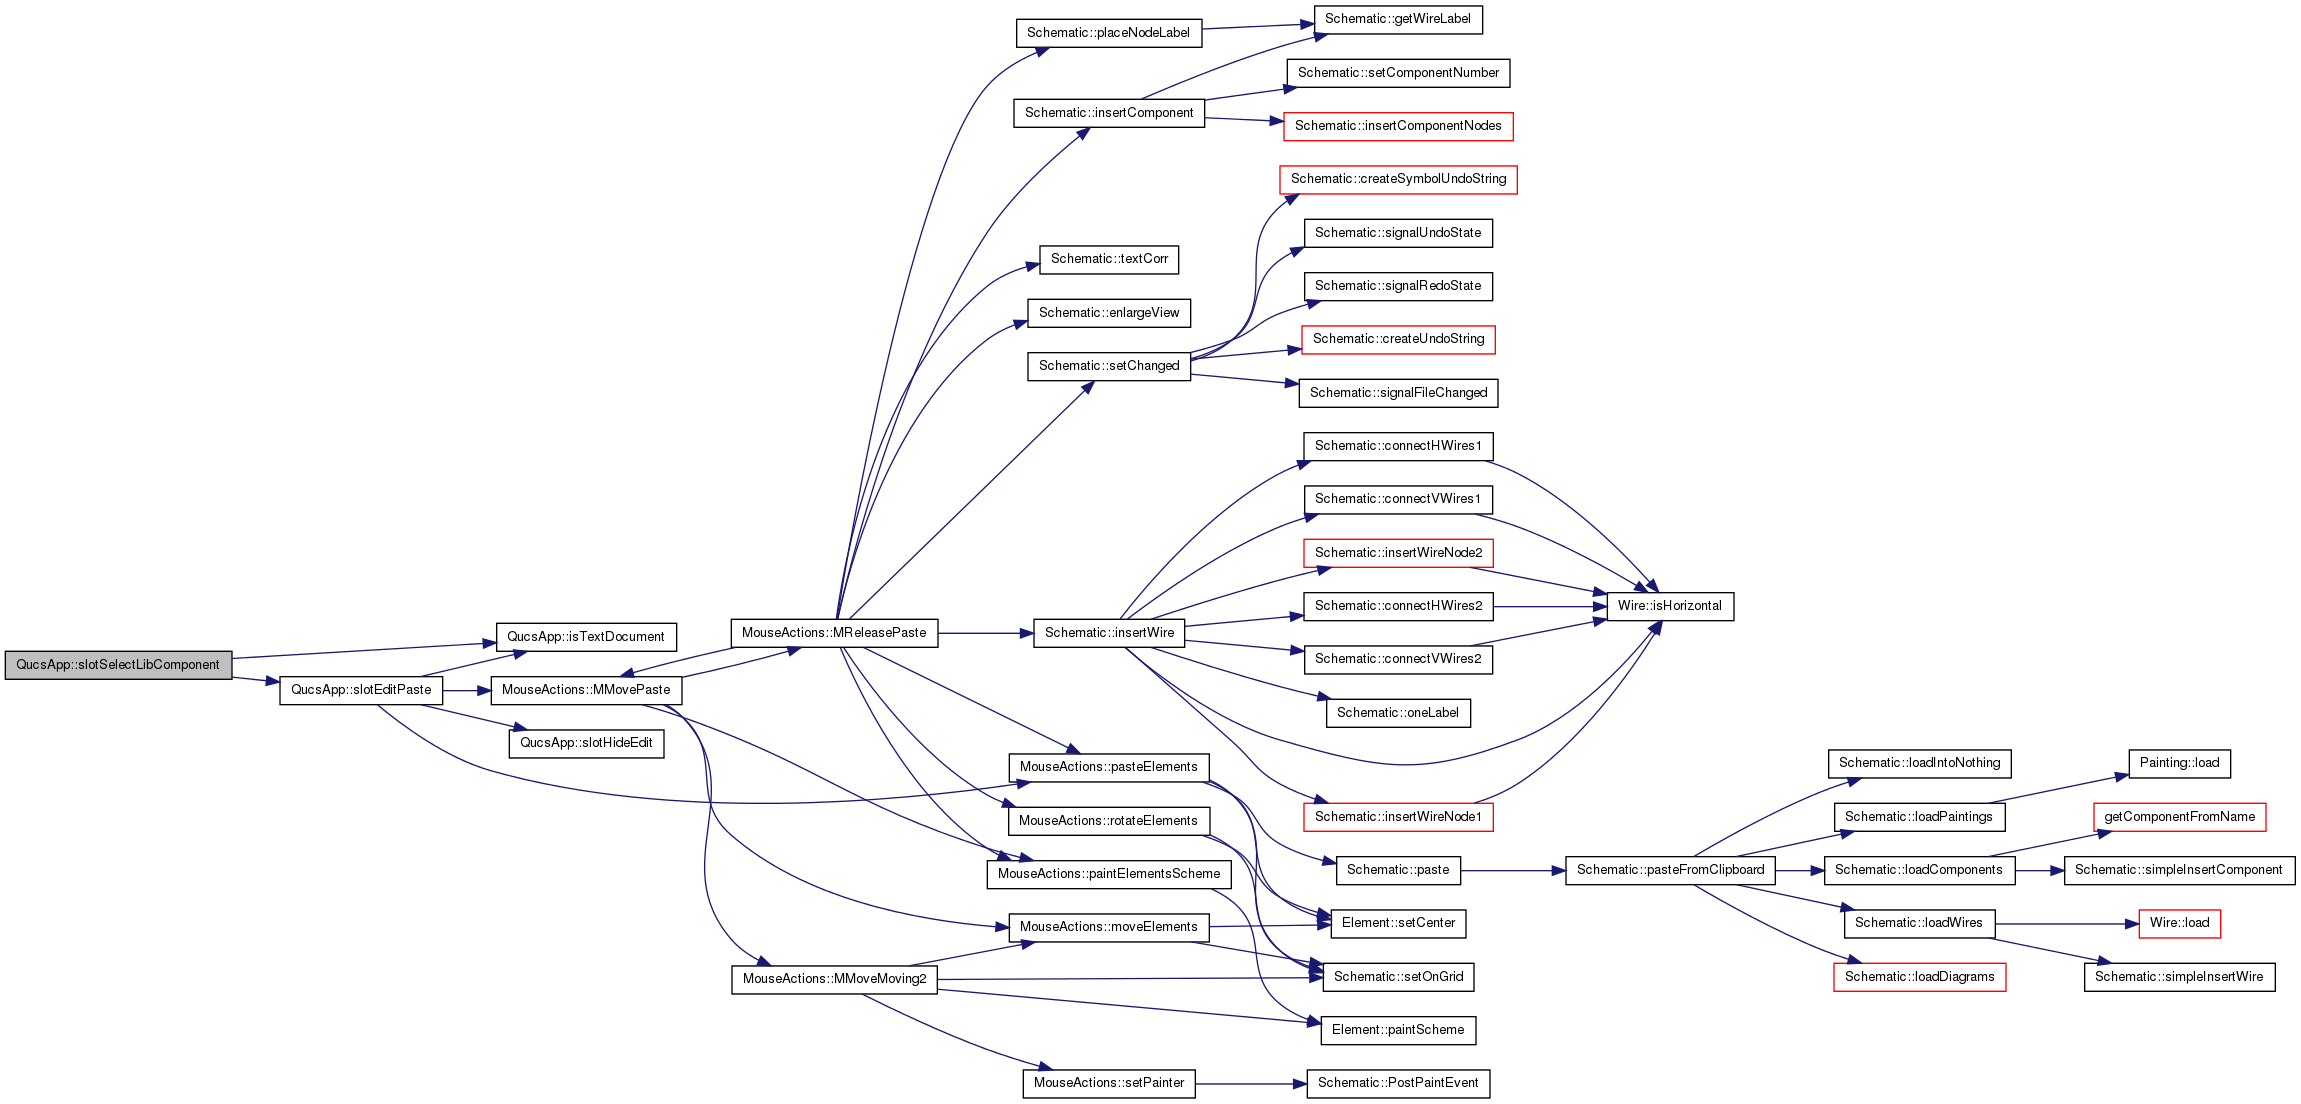 Schematic::getWireLabel
Schematic::placeNodeLabel
Schematic::setComponentNumber
Schematic::insertComponent
Schematic::insertComponentNodes
Schematic::createSymbolUndoString
Schematic::signalUndoState
Schematic::textCorr
Schematic::signalRedoState
Schematic::enlargeView
Schematic::createUndoString
Schematic::setChanged
Schematic::signalFileChanged
Schematic::connectHWires1
Schematic::connectVWires1
Schematic::insertWireNode2
Schematic::connectHWires2
Wire::isHorizontal
MouseActions::MReleasePaste
Schematic::insertWire
QucsApp::isTextDocument
Schematic::connectVWires2
QucsApp::slotSelectLibComponent
QucsApp::slotEditPaste
MouseActions::MMovePaste
Schematic::oneLabel
QucsApp::slotHideEdit
MouseActions::pasteElements
Schematic::loadIntoNothing
Painting::load
Schematic::insertWireNode1
Schematic::loadPaintings
getComponentFromName
MouseActions::rotateElements
Schematic::paste
Schematic::pasteFromClipboard
Schematic::loadComponents
Schematic::simpleInsertComponent
MouseActions::paintElementsScheme
Element::setCenter
Schematic::loadWires
Wire::load
MouseActions::moveElements
MouseActions::MMoveMoving2
Schematic::setOnGrid
Schematic::loadDiagrams
Schematic::simpleInsertWire
Element::paintScheme
MouseActions::setPainter
Schematic::PostPaintEvent